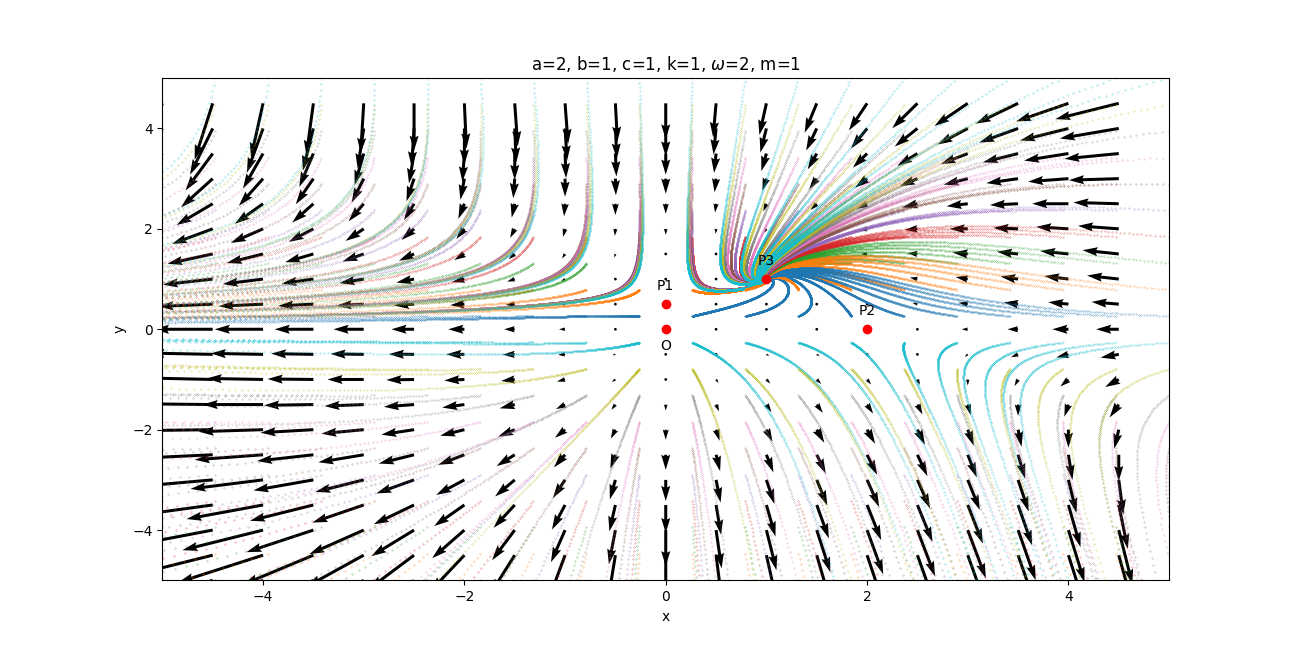 a=2, b=1, c=1, k=1, ω=2, m=1
4
2
0
−2
−4
y
P3
P1
P2
O
−4
−2
0
2
4
x